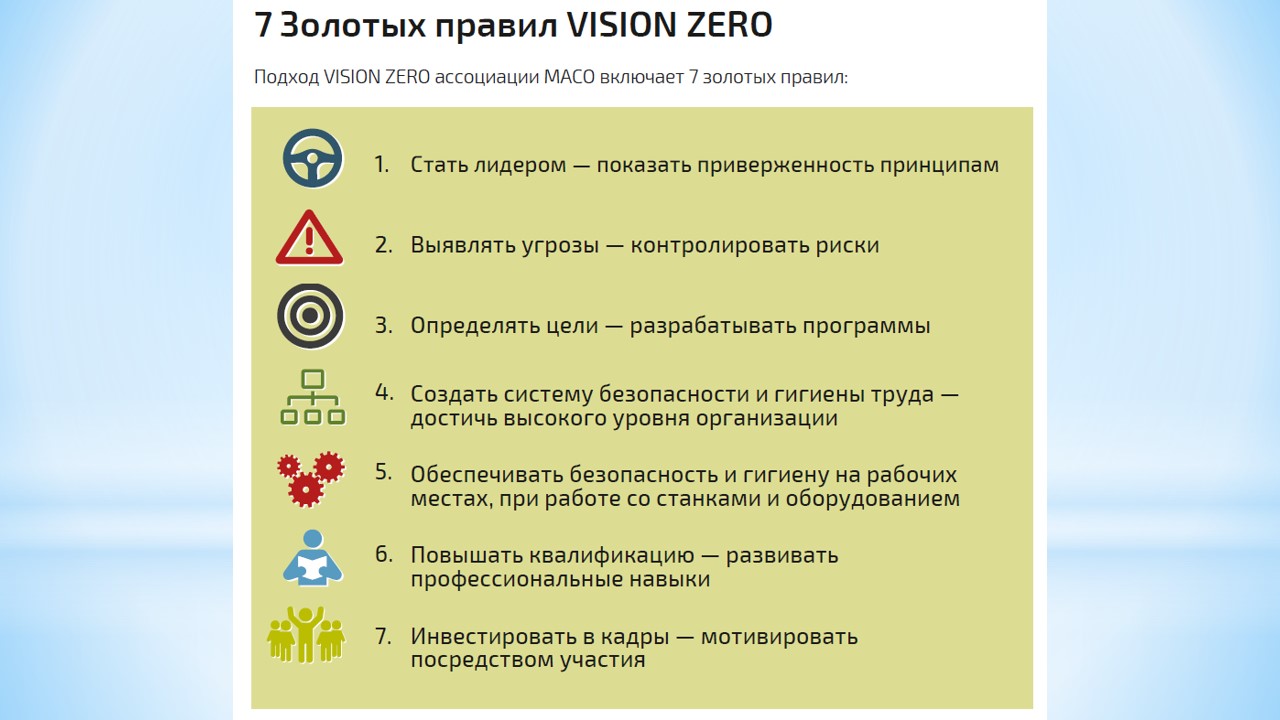 7 Золотых правил VISION ZERO
Подход VISION ZERO ассоциации МАСО включает 7 золотых правил:
1. Стать лидером — показать приверженность принципам
2. Выявлять угрозы — контролировать риски
3. Определять цели — разрабатывать программы
4. Создать систему безопасности и гигиены труда —
достичь высокого уровня организации
5. Обеспечивать безопасность и гигиену на рабочих
местах, при работе со станками и оборудованием
6. Повышать квалификацию — развивать
профессиональные навыки
7. Инвестировать в кадры — мотивировать
посредством участия